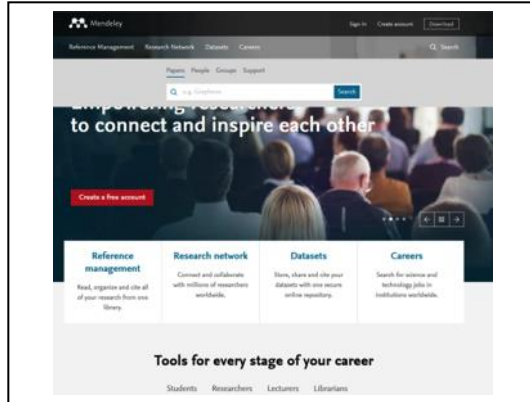 Mendeley
Sign In Create account Download
Reference Management Research Network Datasets Careers Search
Papers People Groups Support
e.g. Graphene Search
Empowering researchers
to connect and inspire each other
Create a free account
Reference
management
Read, organize and cite all
of your research from one
library.
Research network
Connect and collaborate
with millions of researchers
worldwide.
Datasets
Store, share and cite your
datasets with one secure
online repository.
Careers
Search for science and
technology jobs in
institutions worldwide.
Tools for every stage of your career
Students Researchers Lecturers Librarians